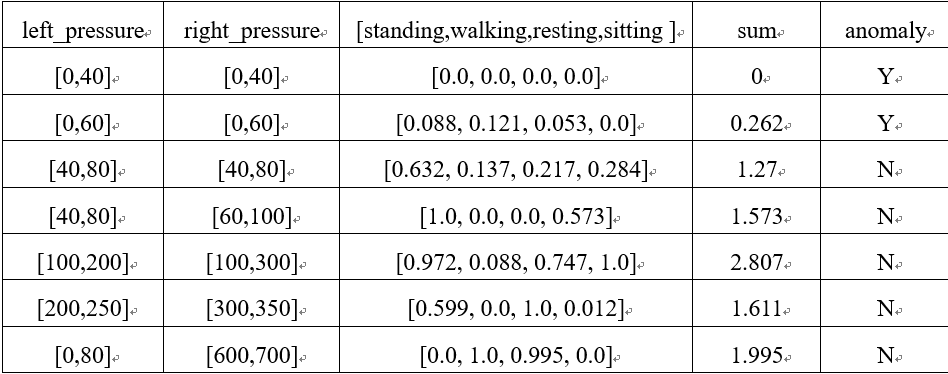 left_pressure right_pressure [standing,walking,resting,sitting ] sum anomaly
[0,40] [0,40] [0.0, 0.0, 0.0, 0.0] 0 Y
[0,60] [0,60] [0.088, 0.121, 0.053, 0.0] 0.262 Y
[40,80] [40,80] [0.632, 0.137, 0.217, 0.284] 1.27 N
[40,80] [60,100] [1.0, 0.0, 0.0, 0.573] 1.573 N
[100,200] [100,300] [0.972, 0.088, 0.747, 1.0] 2.807 N
[200,250] [300,350] [0.599, 0.0, 1.0, 0.012] 1.611 N
[0,80] [600,700] [0.0, 1.0, 0.995, 0.0] 1.995 N